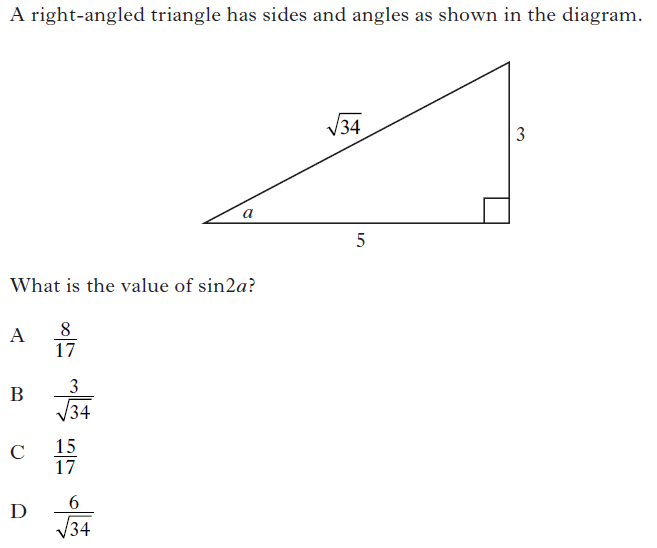 A right-angled triangle has sides and angles as shown in the diagram.
√34
3
a
5
What is the value of sin2a?
A 8/17
B 3/√34
C 15/17
D 6/√34